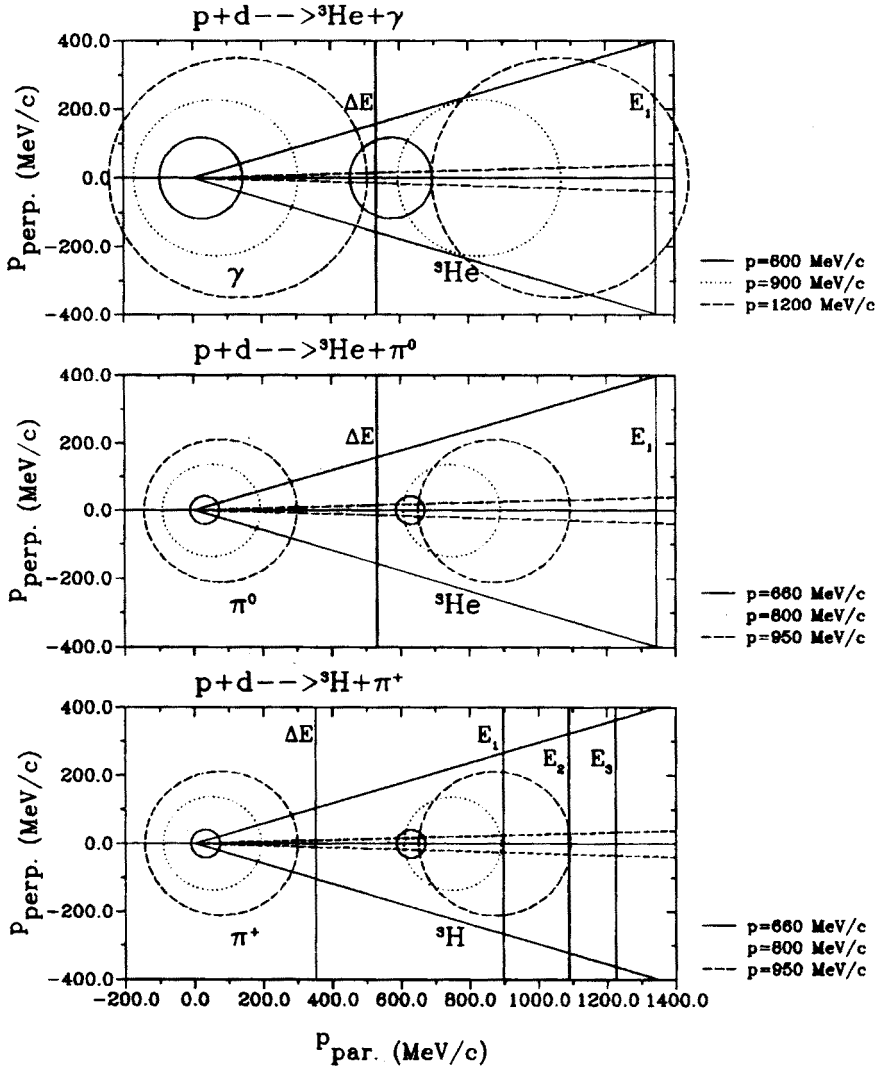 p+d-->³He+γ
400.0
200.0
0.0
-200.0
-400.0
p perp. (MeV/c)
ΔE
E₁
γ
³He
p=600 MeV/c
p=900 MeV/c
p=1200 MeV/c
p+d-->³He+π⁰
400.0
200.0
0.0
-200.0
-400.0
p perp. (MeV/c)
ΔE
E₁
π⁰
³He
p=660 MeV/c
p=800 MeV/c
p=950 MeV/c
p+d-->³H+π⁺
400.0
200.0
0.0
-200.0
-400.0
p perp. (MeV/c)
ΔE
E₁
E₂
E₃
π⁺
³H
p=660 MeV/c
p=800 MeV/c
p=950 MeV/c
-200.0 0.0 200.0 400.0 600.0 800.0 1000.0 1200.0 1400.0
p par. (MeV/c)